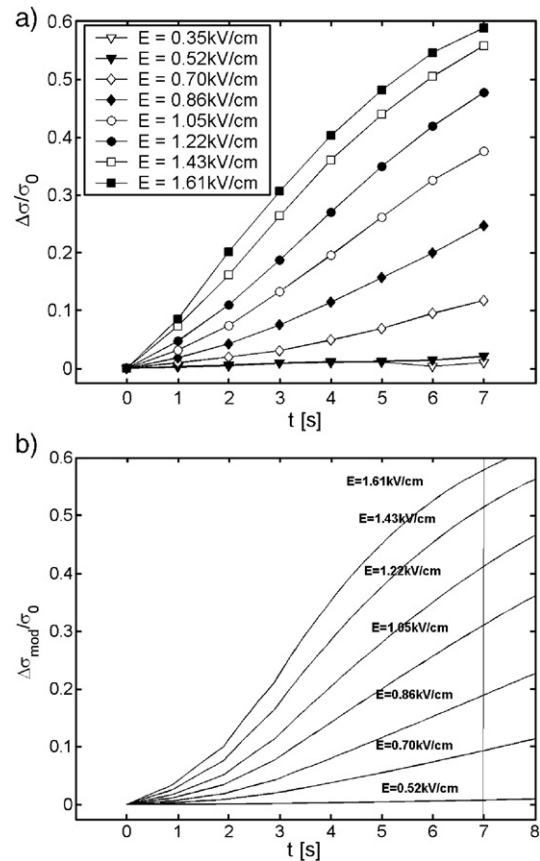 a)
0.6
0.5
0.4
0.3
0.2
0.1
0
Δσ/σ0
E = 0.35kV/cm
E = 0.52kV/cm
E = 0.70kV/cm
E = 0.86kV/cm
E = 1.05kV/cm
E = 1.22kV/cm
E = 1.43kV/cm
E = 1.61kV/cm
0 1 2 3 4 5 6 7
t [s]
b)
0.6
0.5
0.4
0.3
0.2
0.1
0
Δσmod/σ0
E=1.61kV/cm
E=1.43kV/cm
E=1.22kV/cm
E=1.05kV/cm
E=0.86kV/cm
E=0.70kV/cm
E=0.52kV/cm
0 1 2 3 4 5 6 7 8
t [s]